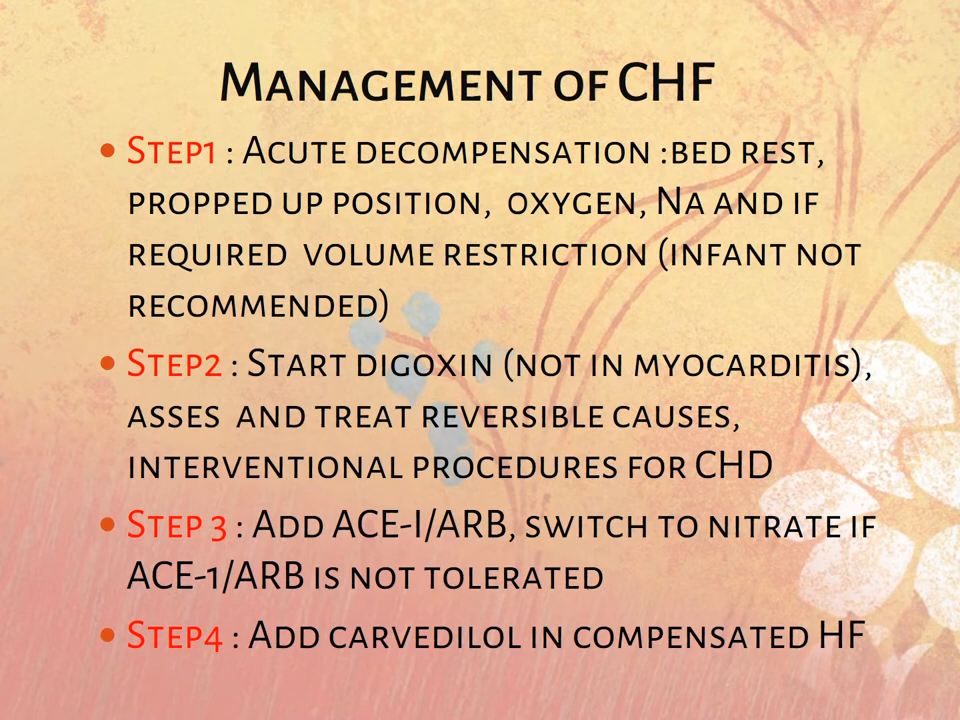 Management of CHF
• Step1 : Acute decompensation :bed rest,
propped up position, oxygen, Na and if
required volume restriction (infant not
recommended)
• Step2 : Start digoxin (not in myocarditis),
asses and treat reversible causes,
interventional procedures for CHD
• Step 3 : Add ACE-I/ARB, switch to nitrate if
ACE-1/ARB is not tolerated
• Step4 : Add carvedilol in compensated HF